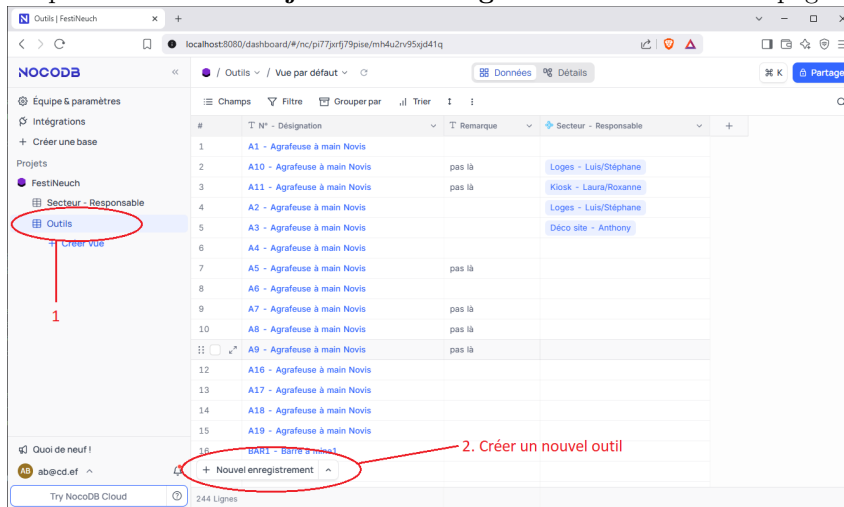 Outils | FestiNeuch
localhost:8080/dashboard/#/nc/pi77jxrfj79pise/mh4u2rv95xjd41q
NOCODB
/ Outils / Vue par défaut
Données Détails
⌘ K Partage
Équipe & paramètres
Intégrations
Créer une base
Projets
FestiNeuch
Secteur - Responsable
Outils
+ Créer vue
1
Champs Filtre Grouper par Trier
# N° - Désignation Remarque Secteur - Responsable +
1 A1 - Agrafeuse à main Novis
2 A10 - Agrafeuse à main Novis pas là Loges - Luis/Stéphane
3 A11 - Agrafeuse à main Novis pas là Kiosk - Laura/Roxanne
4 A2 - Agrafeuse à main Novis Loges - Luis/Stéphane
5 A3 - Agrafeuse à main Novis Déco site - Anthony
6 A4 - Agrafeuse à main Novis
7 A5 - Agrafeuse à main Novis pas là
8 A6 - Agrafeuse à main Novis
9 A7 - Agrafeuse à main Novis pas là
10 A8 - Agrafeuse à main Novis pas là
A9 - Agrafeuse à main Novis pas là
12 A16 - Agrafeuse à main Novis
13 A17 - Agrafeuse à main Novis
14 A18 - Agrafeuse à main Novis
15 A19 - Agrafeuse à main Novis
16 BAR1 - Barre à mine1
2. Créer un nouvel outil
+ Nouvel enregistrement
244 Lignes
Quoi de neuf !
AB ab@cd.ef
Try NocoDB Cloud